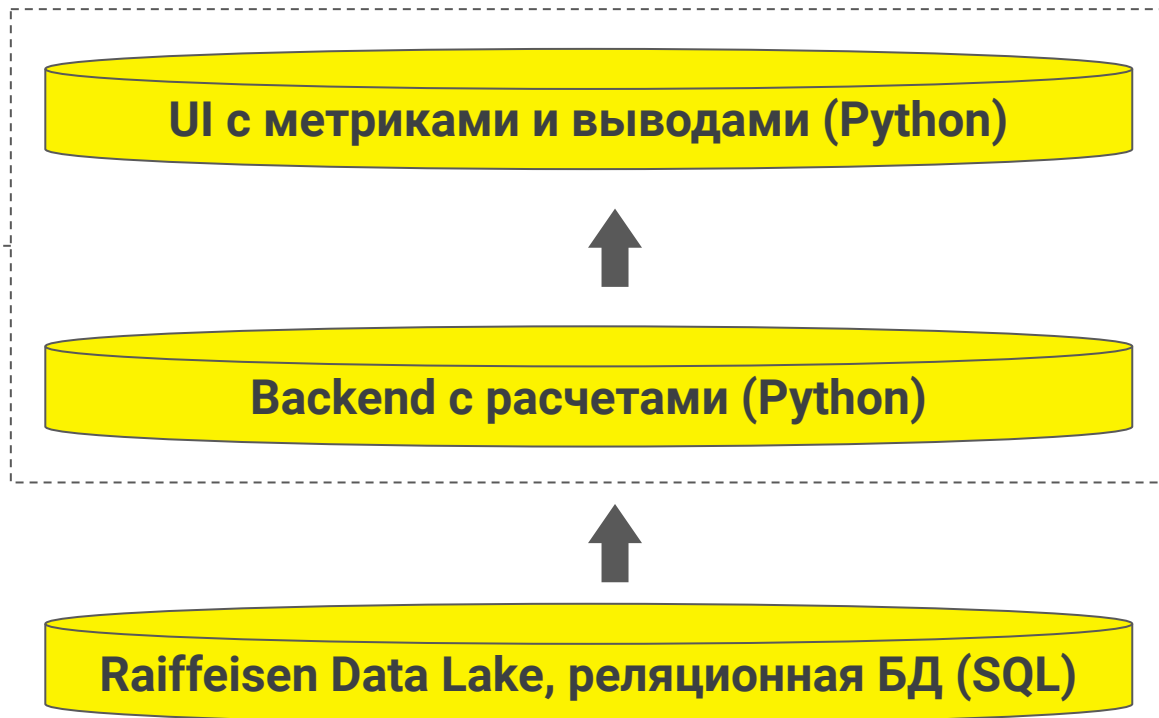 UI с метриками и выводами (Python)
Backend с расчетами (Python)
Raiffeisen Data Lake, реляционная БД (SQL)